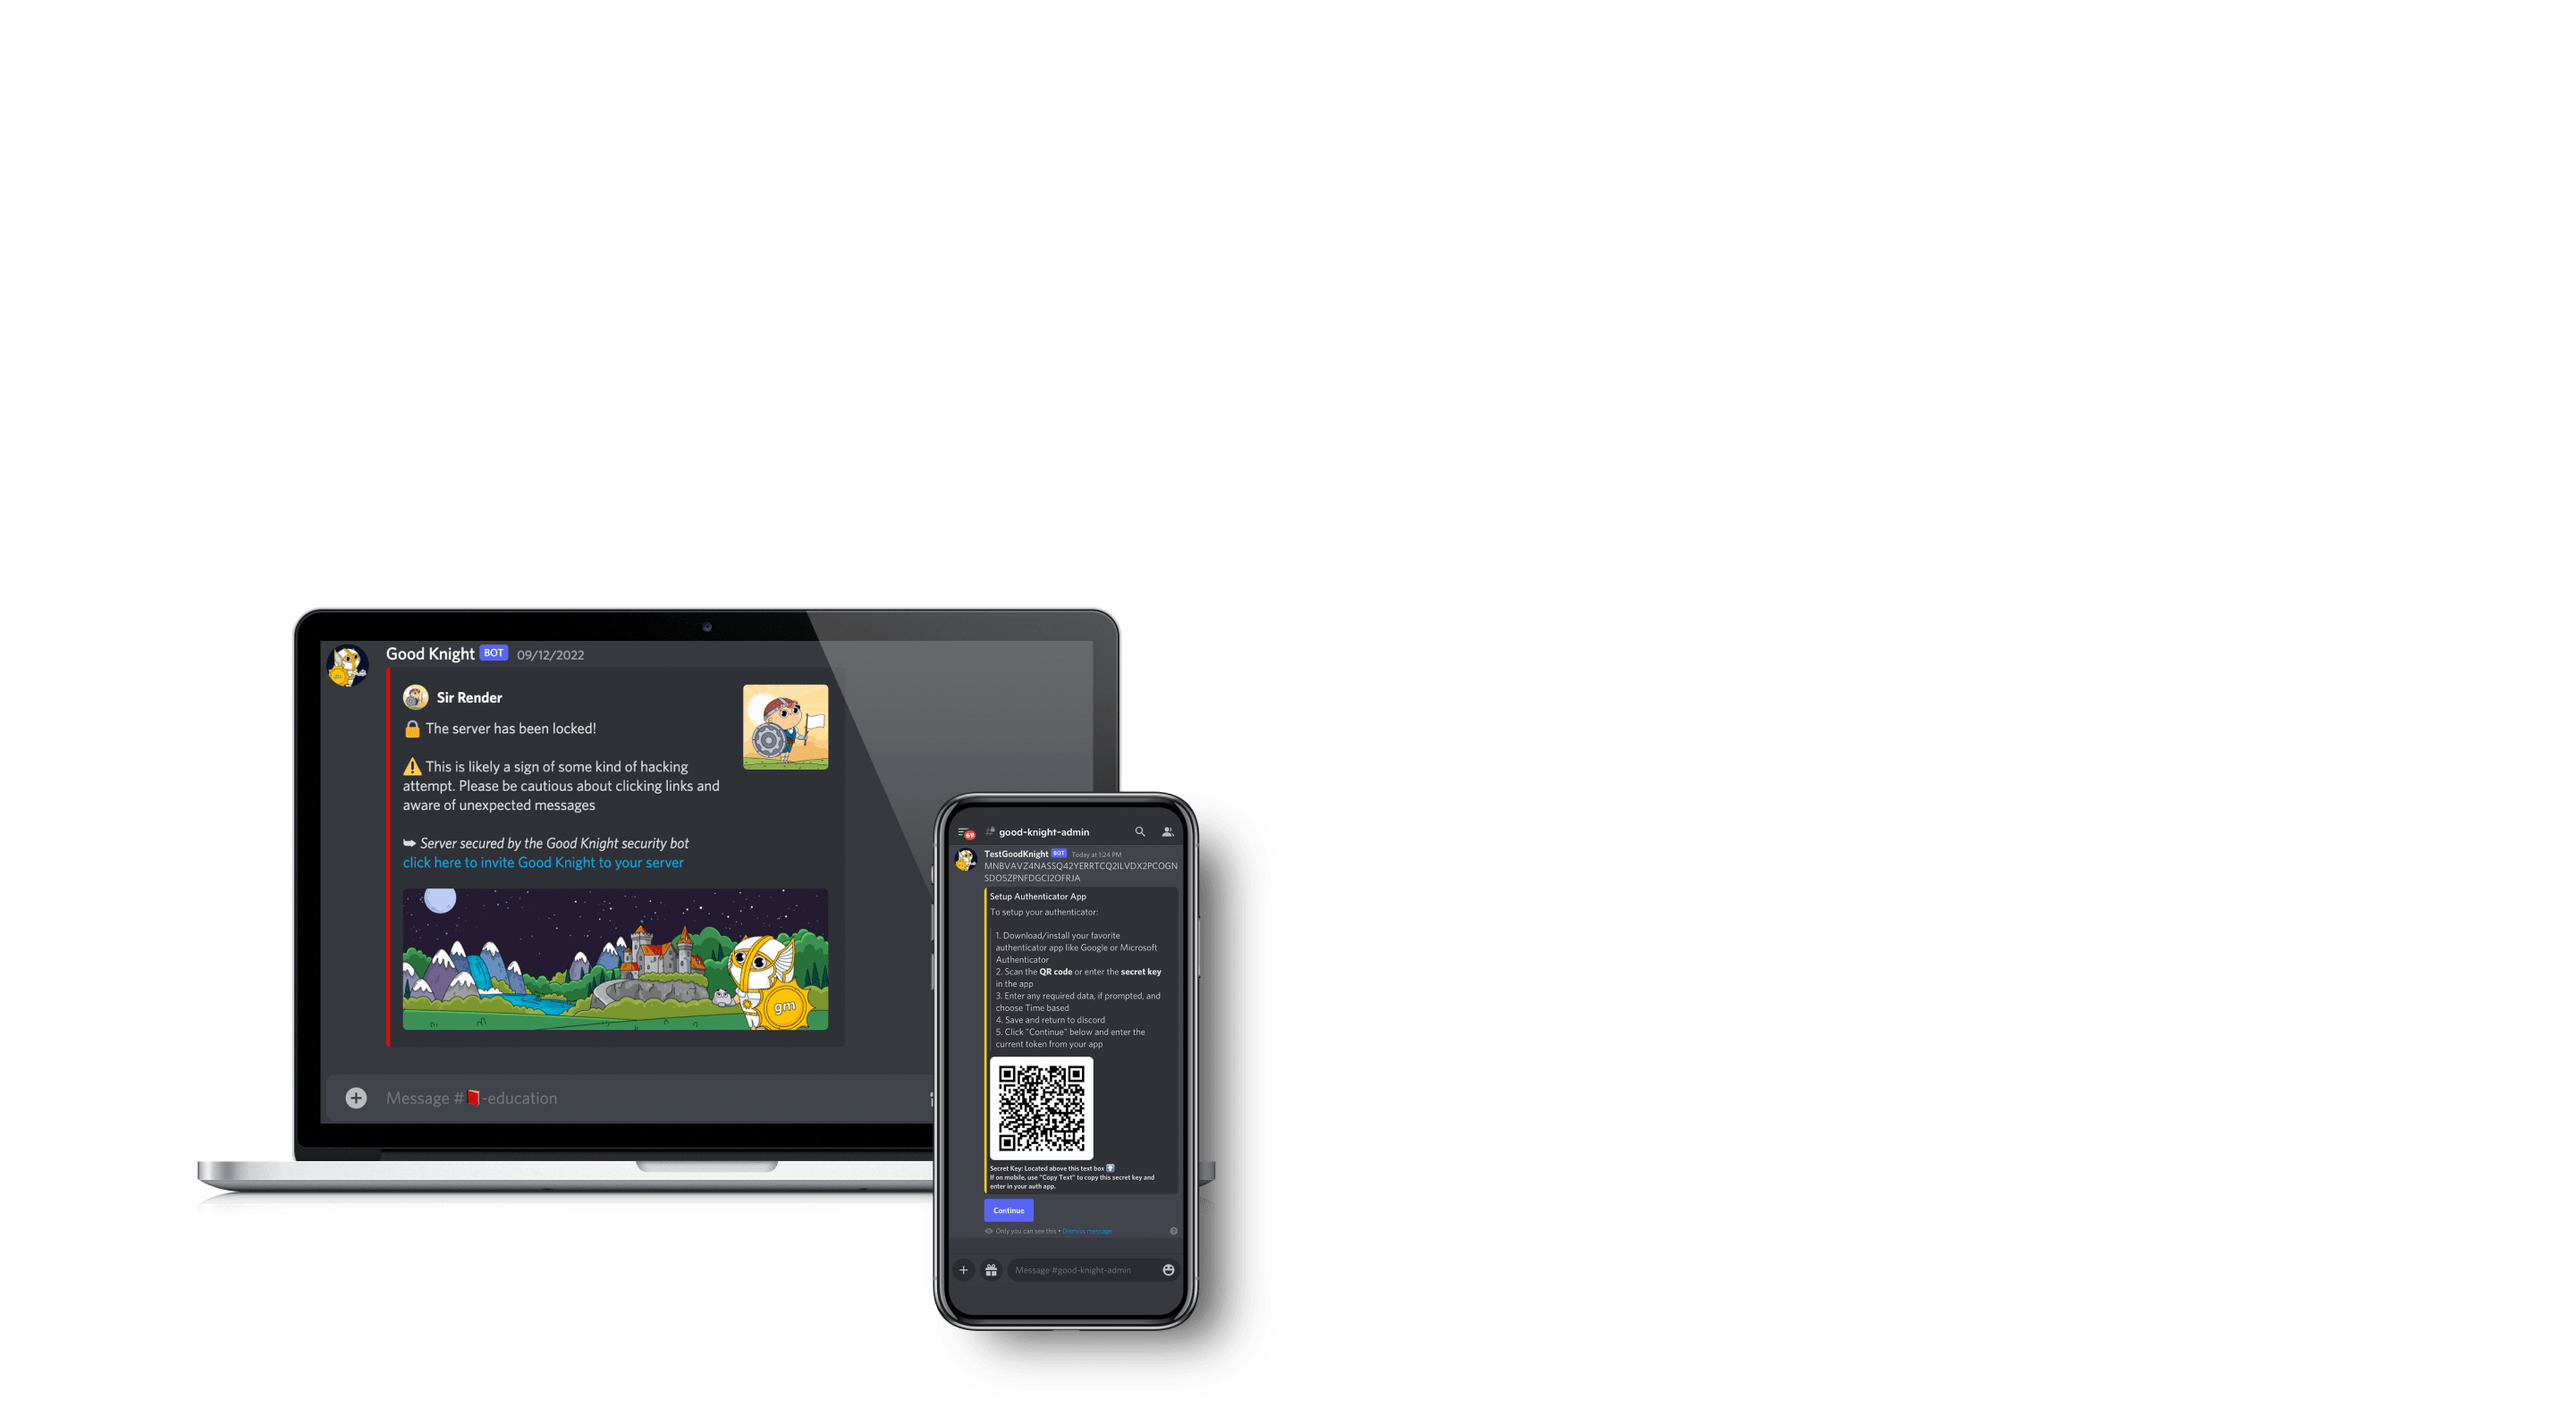 Good Knight BOT 09/12/2022
Sir Render
The server has been locked!
This is likely a sign of some kind of hacking
attempt. Please be cautious about clicking links and
aware of unexpected messages
Server secured by the Good Knight security bot
click here to invite Good Knight to your server
gm
Message #-education
69
# good-knight-admin
TestGoodKnight BOT Today at 1:24 PM
MNBVAVZ4NASSQ42YERRTCQ2ILVDX2PCOGN
SDO5ZPNFDGCI2OFRJA
Setup Authenticator App
To setup your authenticator:
1. Download/install your favorite
authenticator app like Google or Microsoft
Authenticator
2. Scan the QR code or enter the secret key
in the app
3. Enter any required data, if prompted, and
choose Time based
4. Save and return to discord
5. Click "Continue" below and enter the
current token from your app
Secret Key: Located above this text box
If on mobile, use "Copy Text" to copy this secret key and
enter in your auth app.
Continue
Only you can see this • Dismiss message
Message #good-knight-admin